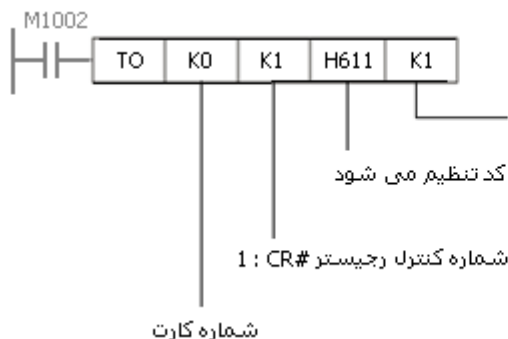 M1002
TO K0 K1 H611 K1
کد تنظیم می شود
شماره کنترل رجیستر CR# : 1
شماره کارت